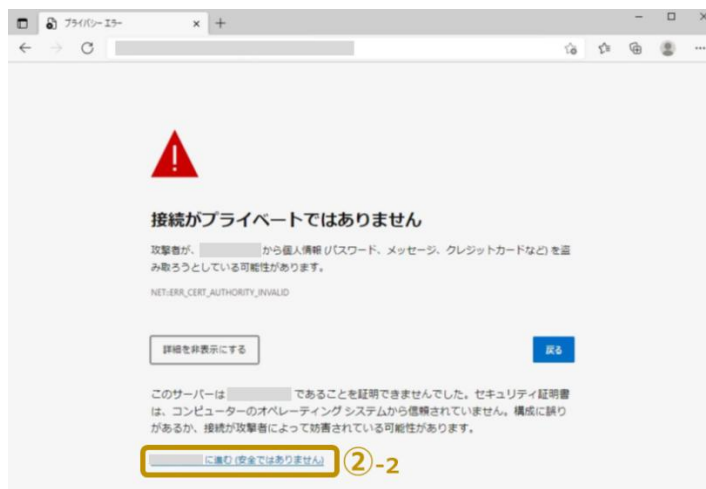 プライバシー エラー
接続がプライベートではありません
攻撃者が、 から個人情報 (パスワード、メッセージ、クレジットカードなど) を盗
み取ろうとしている可能性があります。
NET::ERR_CERT_AUTHORITY_INVALID
詳細を非表示にする
戻る
このサーバーは であることを証明できませんでした。セキュリティ証明書
は、コンピューターのオペレーティング システムから信頼されていません。構成に誤り
があるか、接続が攻撃者によって妨害されている可能性があります。
に進む (安全ではありません)
②-2